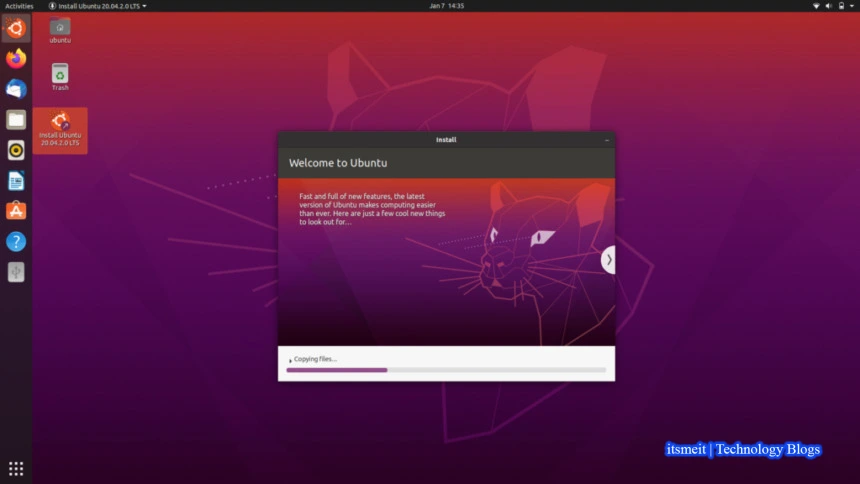 Activities
Install Ubuntu 20.04.2.0 LTS
Jan 7 14:35
ubuntu
Trash
Install Ubuntu
20.04.2.0 LTS
Install
Welcome to Ubuntu
Fast and full of new features, the latest
version of Ubuntu makes computing easier
than ever. Here are just a few cool new things
to look out for...
Copying files...
itsmeit | Technology Blogs